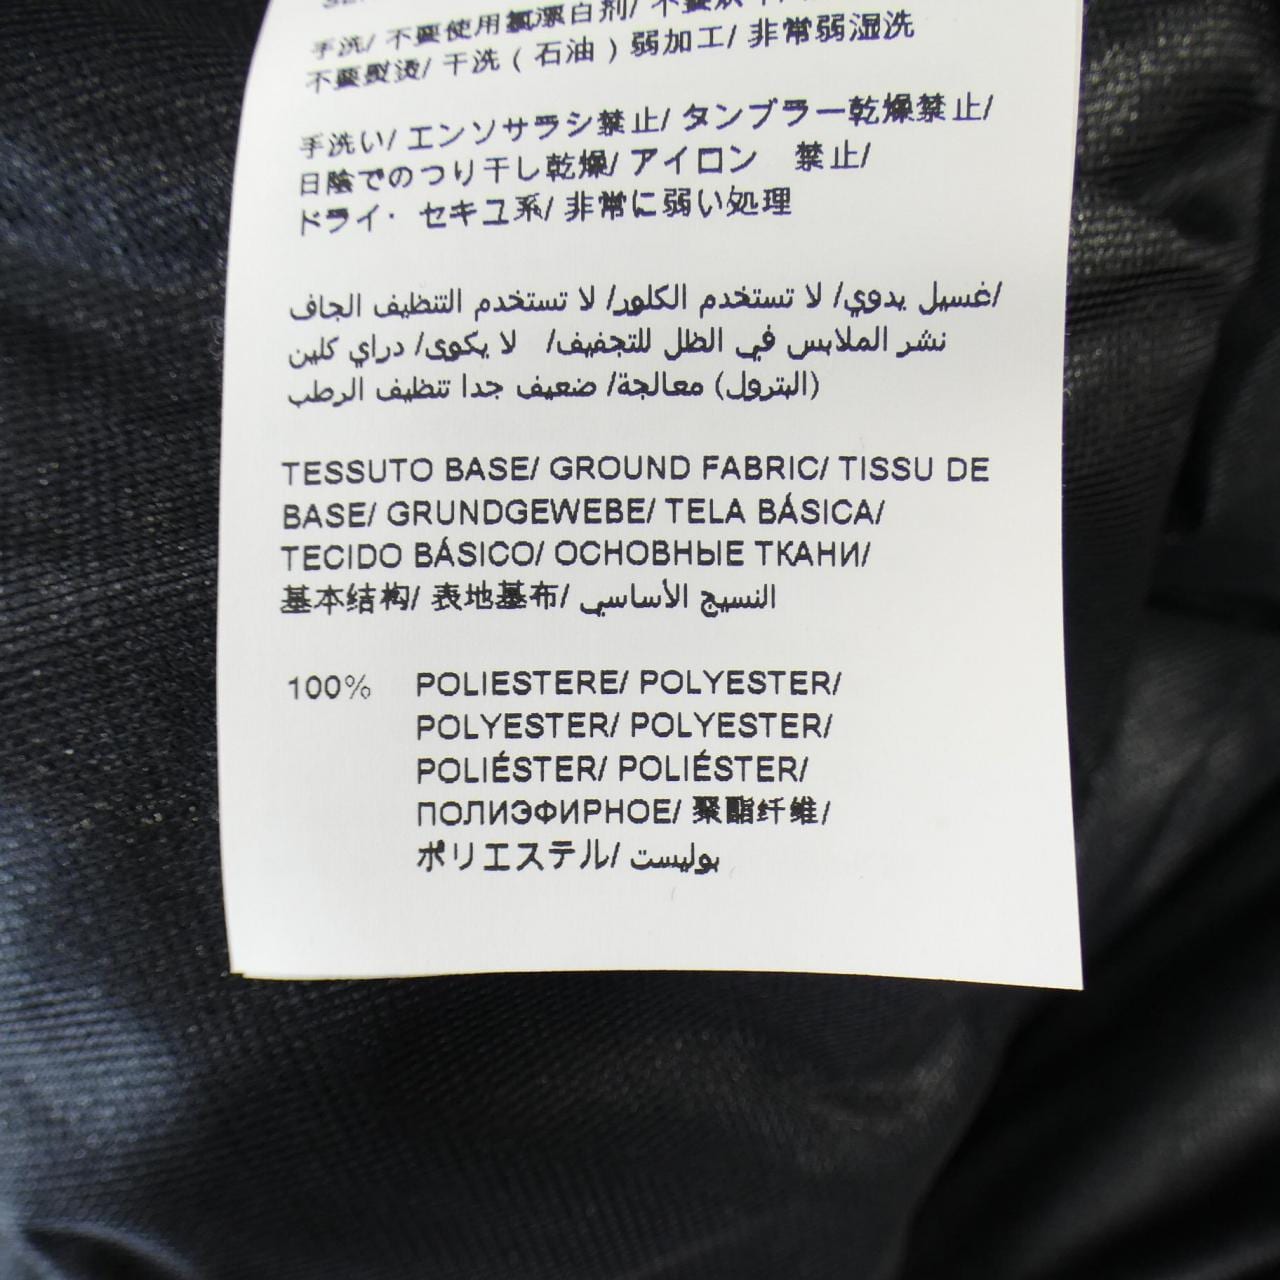 手洗/ 不要使用氯漂白剂/
不要熨烫/ 干洗 ( 石油 ) 弱加工/ 非常弱湿洗
手洗い/ エンソサラシ禁止/ タンブラー乾燥禁止/
日陰でのつり干し乾燥/ アイロン　禁止/
ドライ・ セキユ系/ 非常に弱い処理
غسيل يدوي/ لا تستخدم الكلور/ لا تستخدم التنظيف الجاف/
نشر الملابس في الظل للتجفيف/ لا يكوى/ دراي كلين
(البترول) معالجة/ ضعيف جدا تنظيف الرطب
TESSUTO BASE/ GROUND FABRIC/ TISSU DE
BASE/ GRUNDGEWEBE/ TELA BÁSICA/
TECIDO BÁSICO/ ОСНОВНЫЕ ТКАНИ/
基本结构/ 表地基布/ النسيج الأساسي
100% POLIESTERE/ POLYESTER/
POLYESTER/ POLYESTER/
POLIÉSTER/ POLIÉSTER/
ПОЛИЭФИРНОЕ/ 聚酯纤维/
ポリエステル/ بوليست